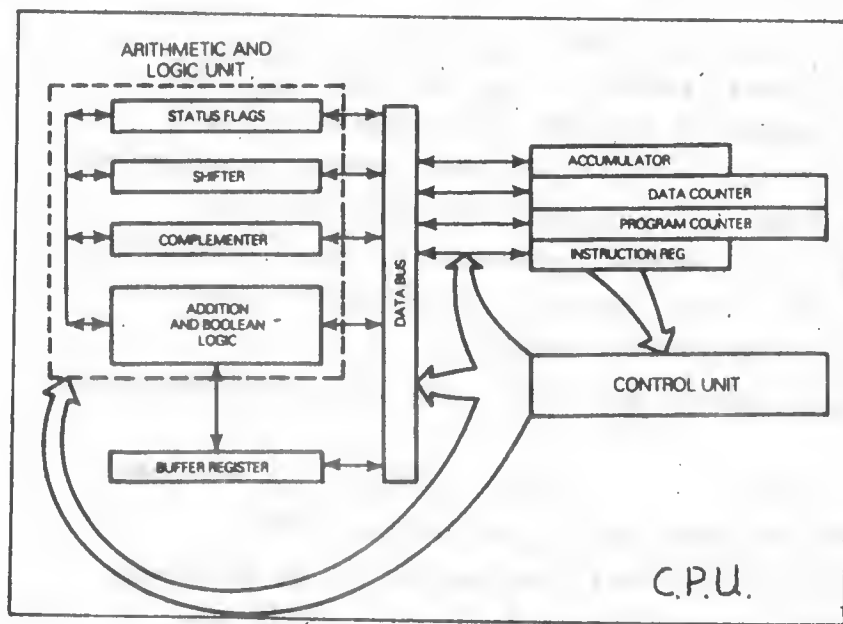 ARITHMETIC AND
LOGIC UNIT
STATUS FLAGS
SHIFTER
COMPLEMENTER
ADDITION
AND BOOLEAN
LOGIC
BUFFER REGISTER
DATA BUS
ACCUMULATOR
DATA COUNTER
PROGRAM COUNTER
INSTRUCTION REG
CONTROL UNIT
C.P.U.